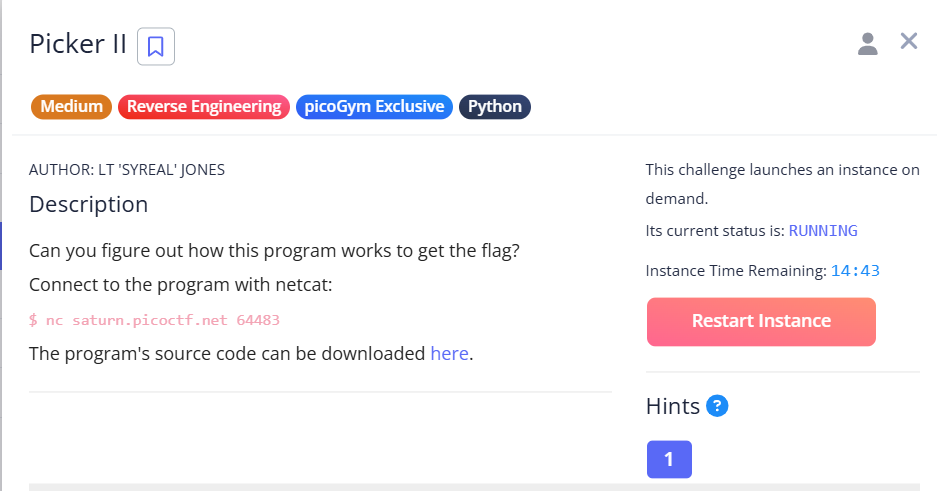 Picker II
Medium Reverse Engineering picoGym Exclusive Python
AUTHOR: LT 'SYREAL' JONES
Description
Can you figure out how this program works to get the flag?
Connect to the program with netcat:
$ nc saturn.picoctf.net 64483
The program's source code can be downloaded here.
This challenge launches an instance on
demand.
Its current status is: RUNNING
Instance Time Remaining: 14:43
Restart Instance
Hints ?
1